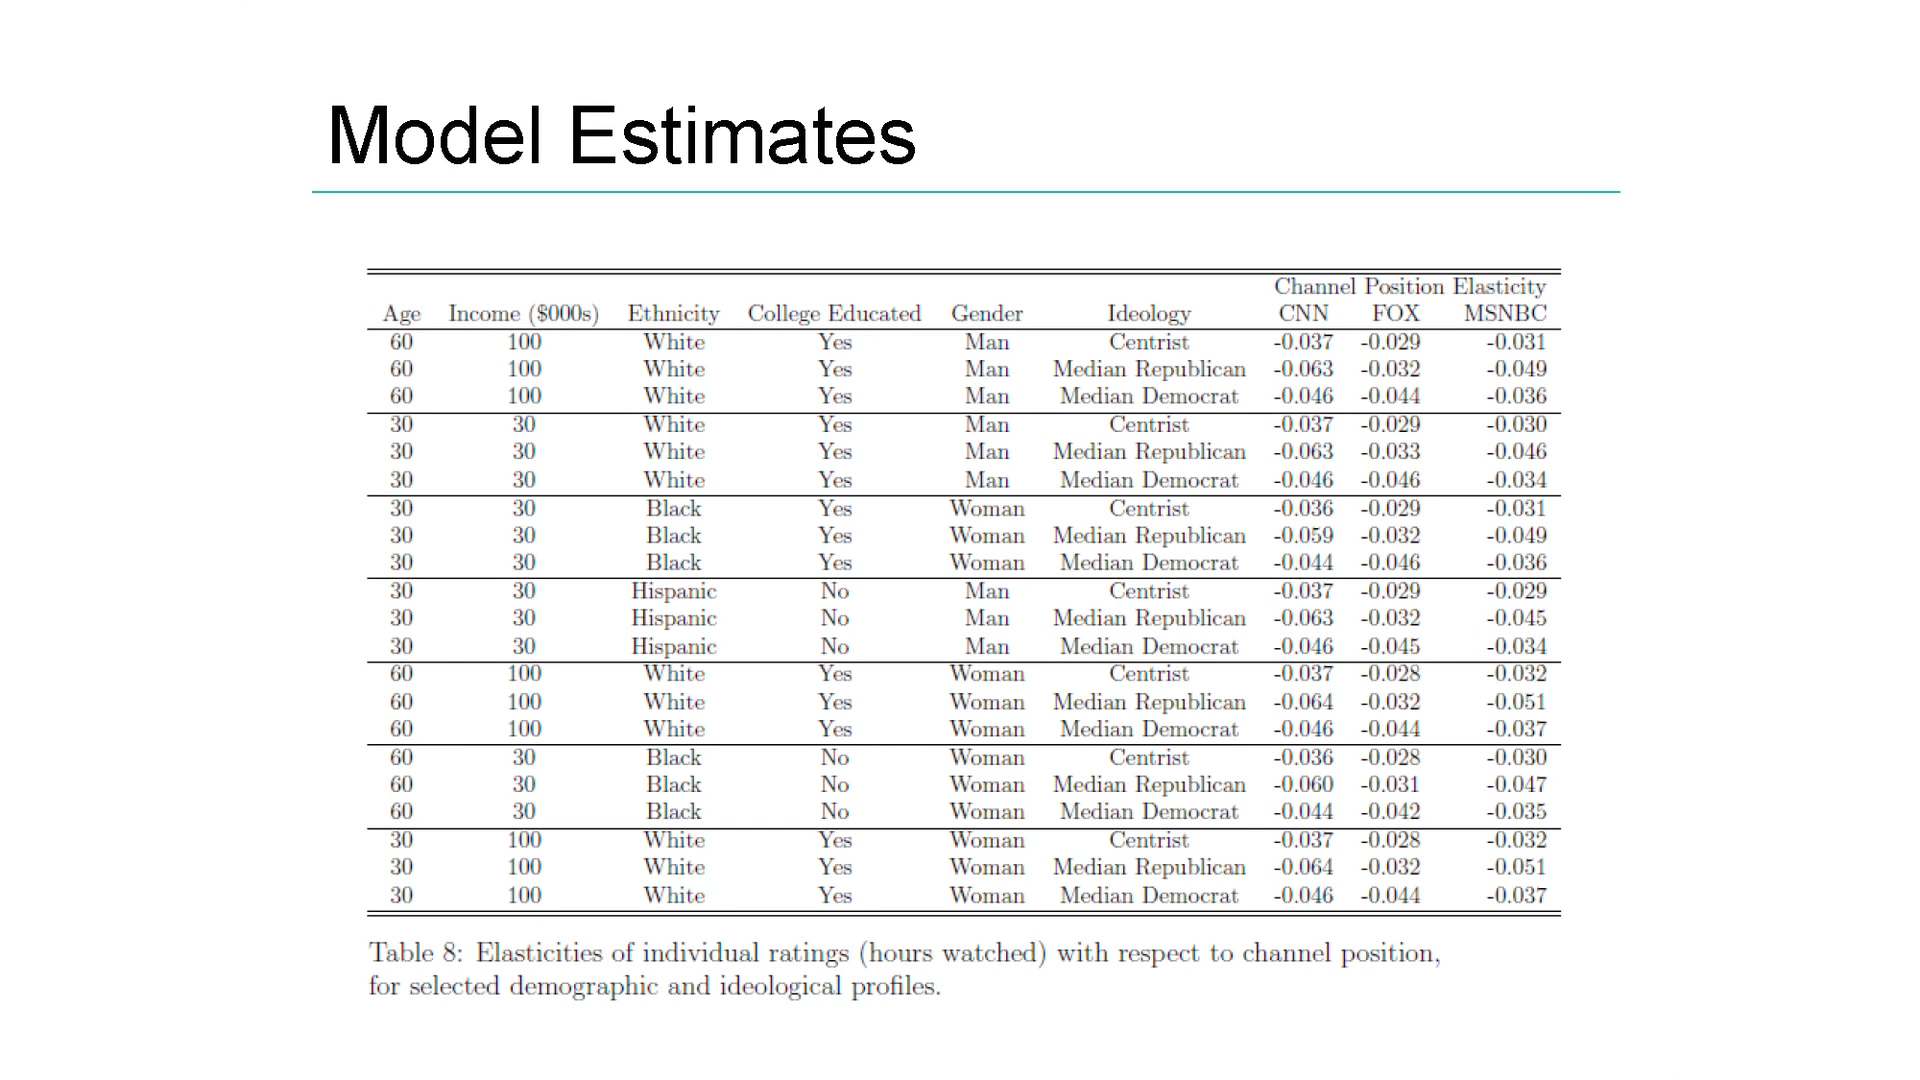 Model Estimates
Channel Position Elasticity
Age Income ($000s) Ethnicity College Educated Gender Ideology CNN FOX MSNBC
60 100 White Yes Man Centrist -0.037 -0.029 -0.031
60 100 White Yes Man Median Republican -0.063 -0.032 -0.049
60 100 White Yes Man Median Democrat -0.046 -0.044 -0.036
30 30 White Yes Man Centrist -0.037 -0.029 -0.030
30 30 White Yes Man Median Republican -0.063 -0.033 -0.046
30 30 White Yes Man Median Democrat -0.046 -0.046 -0.034
30 30 Black Yes Woman Centrist -0.036 -0.029 -0.031
30 30 Black Yes Woman Median Republican -0.059 -0.032 -0.049
30 30 Black Yes Woman Median Democrat -0.044 -0.046 -0.036
30 30 Hispanic No Man Centrist -0.037 -0.029 -0.029
30 30 Hispanic No Man Median Republican -0.063 -0.032 -0.045
30 30 Hispanic No Man Median Democrat -0.046 -0.045 -0.034
60 100 White Yes Woman Centrist -0.037 -0.028 -0.032
60 100 White Yes Woman Median Republican -0.064 -0.032 -0.051
60 100 White Yes Woman Median Democrat -0.046 -0.044 -0.037
60 30 Black No Woman Centrist -0.036 -0.028 -0.030
60 30 Black No Woman Median Republican -0.060 -0.031 -0.047
60 30 Black No Woman Median Democrat -0.044 -0.042 -0.035
30 100 White Yes Woman Centrist -0.037 -0.028 -0.032
30 100 White Yes Woman Median Republican -0.064 -0.032 -0.051
30 100 White Yes Woman Median Democrat -0.046 -0.044 -0.037
Table 8: Elasticities of individual ratings (hours watched) with respect to channel position,
for selected demographic and ideological profiles.